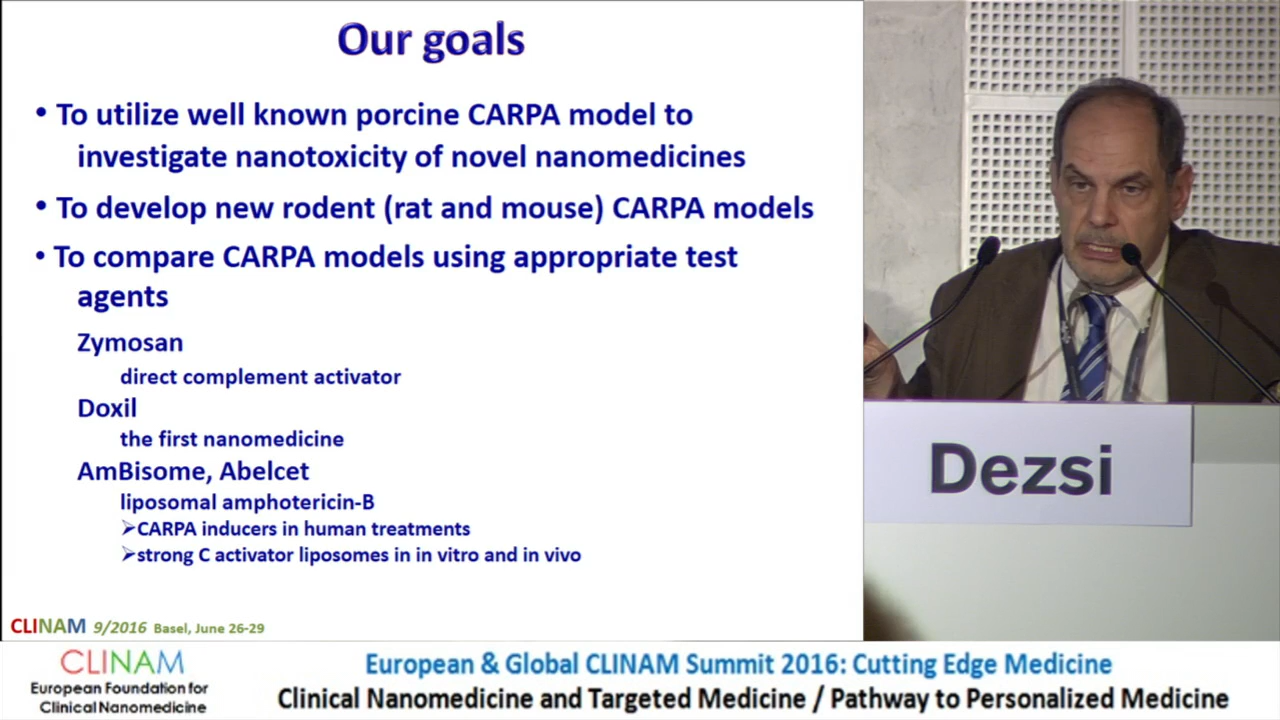 Our goals
• To utilize well known porcine CARPA model to
investigate nanotoxicity of novel nanomedicines
• To develop new rodent (rat and mouse) CARPA models
• To compare CARPA models using appropriate test
agents
Zymosan
direct complement activator
Doxil
the first nanomedicine
AmBisome, Abelcet
liposomal amphotericin-B
➢CARPA inducers in human treatments
➢strong C activator liposomes in in vitro and in vivo
CLINAM 9/2016 Basel, June 26-29
Dezsi
CLINAM
European Foundation for
Clinical Nanomedicine
European & Global CLINAM Summit 2016: Cutting Edge Medicine
Clinical Nanomedicine and Targeted Medicine / Pathway to Personalized Medicine